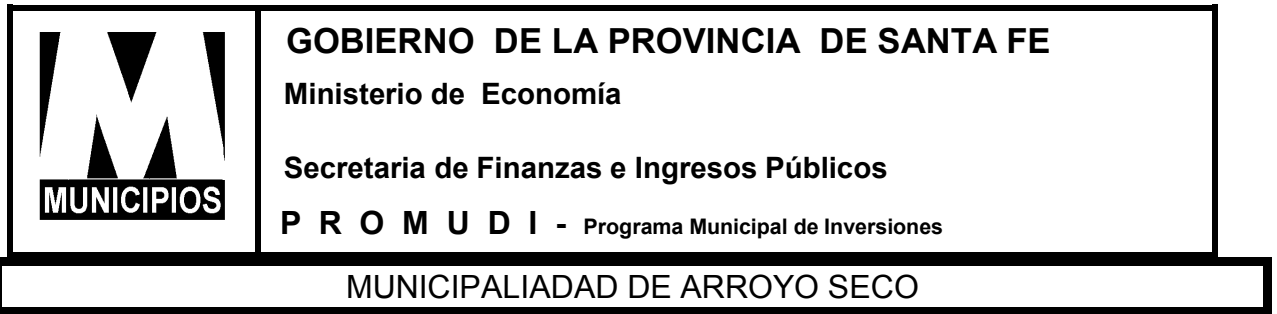 M
MUNICIPIOS
GOBIERNO DE LA PROVINCIA DE SANTA FE
Ministerio de Economía
Secretaria de Finanzas e Ingresos Públicos
P R O M U D I - Programa Municipal de Inversiones
MUNICIPALIADAD DE ARROYO SECO